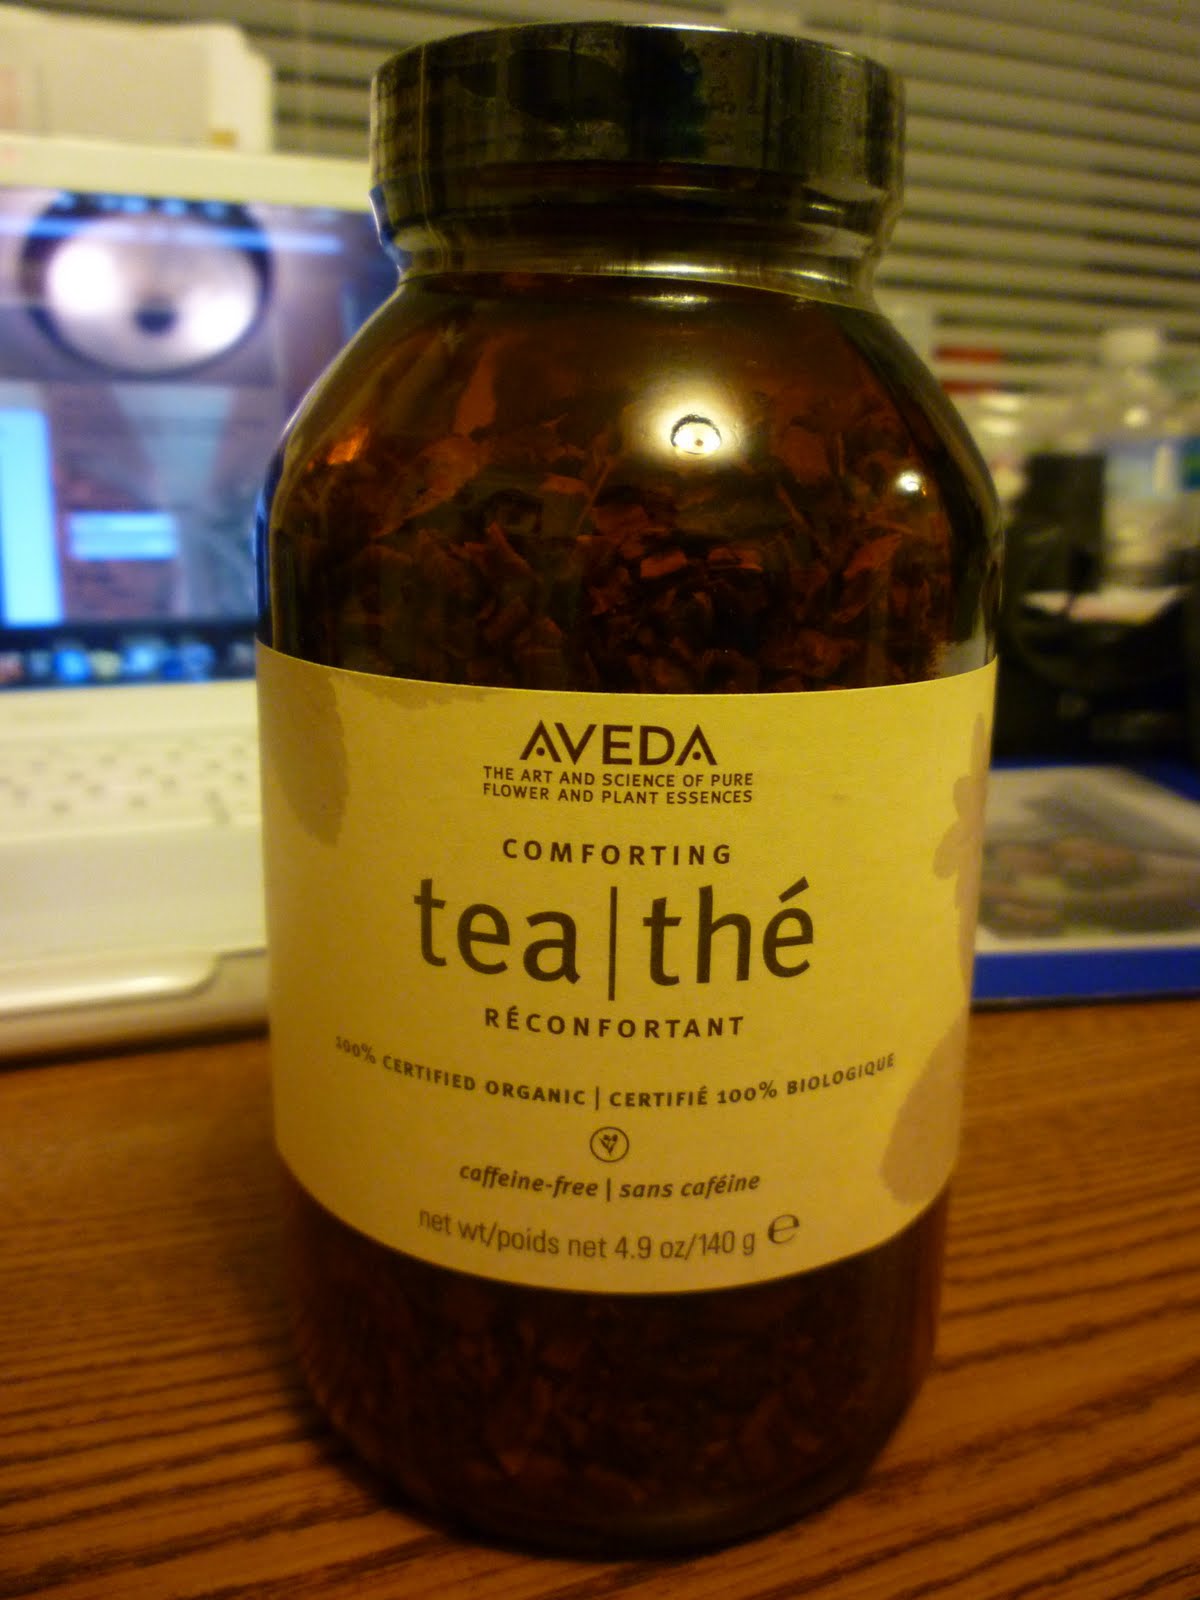 AVEDA
THE ART AND SCIENCE OF PURE
FLOWER AND PLANT ESSENCES
COMFORTING
tea | thé
RÉCONFORTANT
100% CERTIFIED ORGANIC | CERTIFIÉ 100% BIOLOGIQUE
caffeine-free | sans caféine
net wt/poids net 4.9 oz/140 g ℮